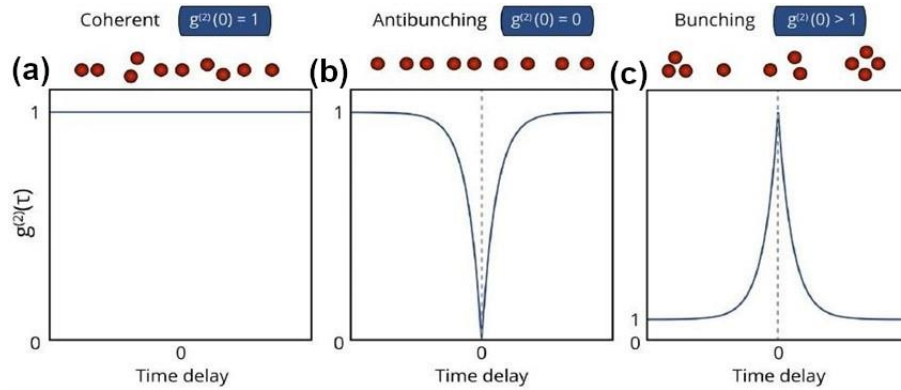 Coherent g⁽²⁾(0) = 1
Antibunching g⁽²⁾(0) = 0
Bunching g⁽²⁾(0) > 1
(a)
(b)
(c)
g⁽²⁾(τ)
1
0
0
Time delay
1
0
0
Time delay
1
0
0
Time delay